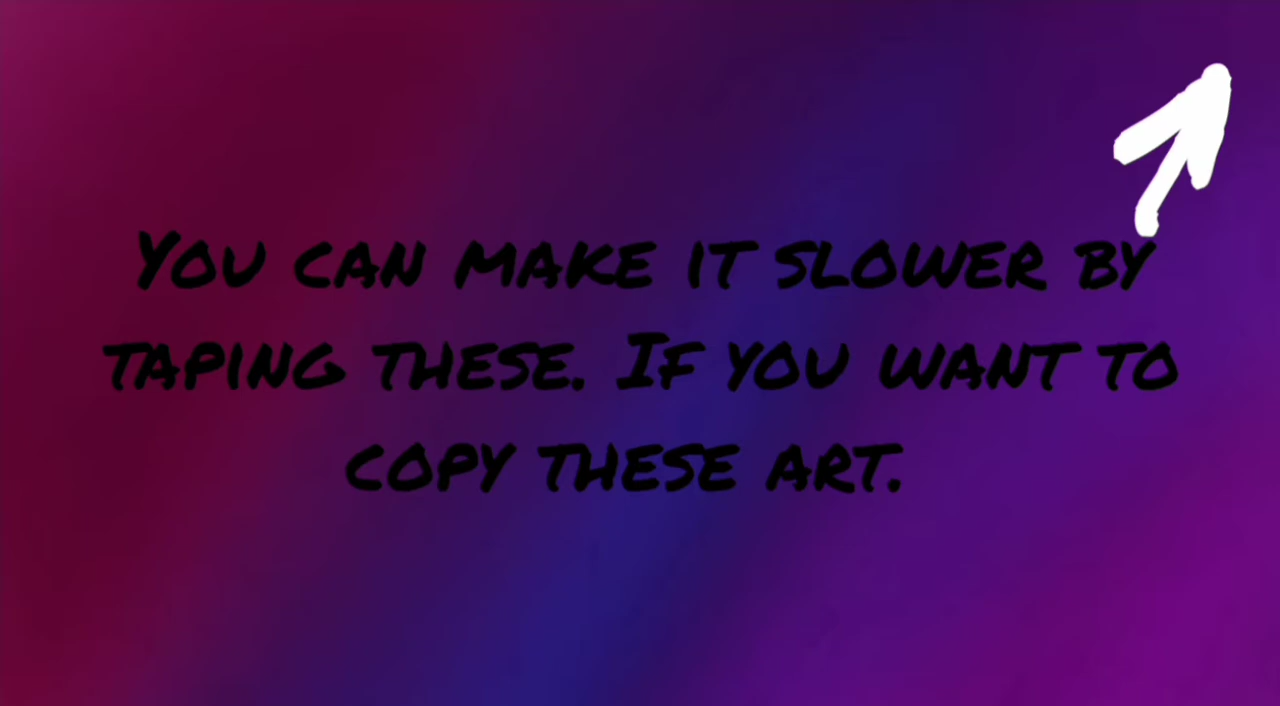 You can make it slower by
taping these. If you want to
copy these art.